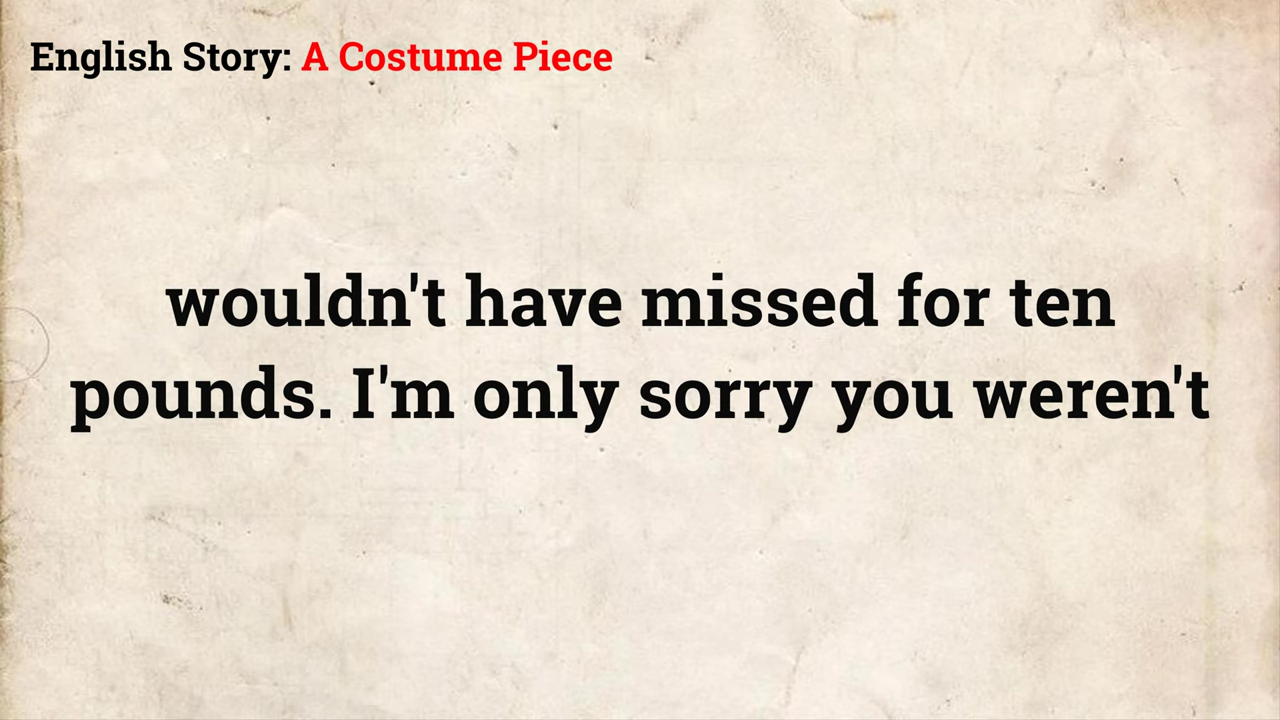 English Story: A Costume Piece
wouldn't have missed for ten
pounds. I'm only sorry you weren't